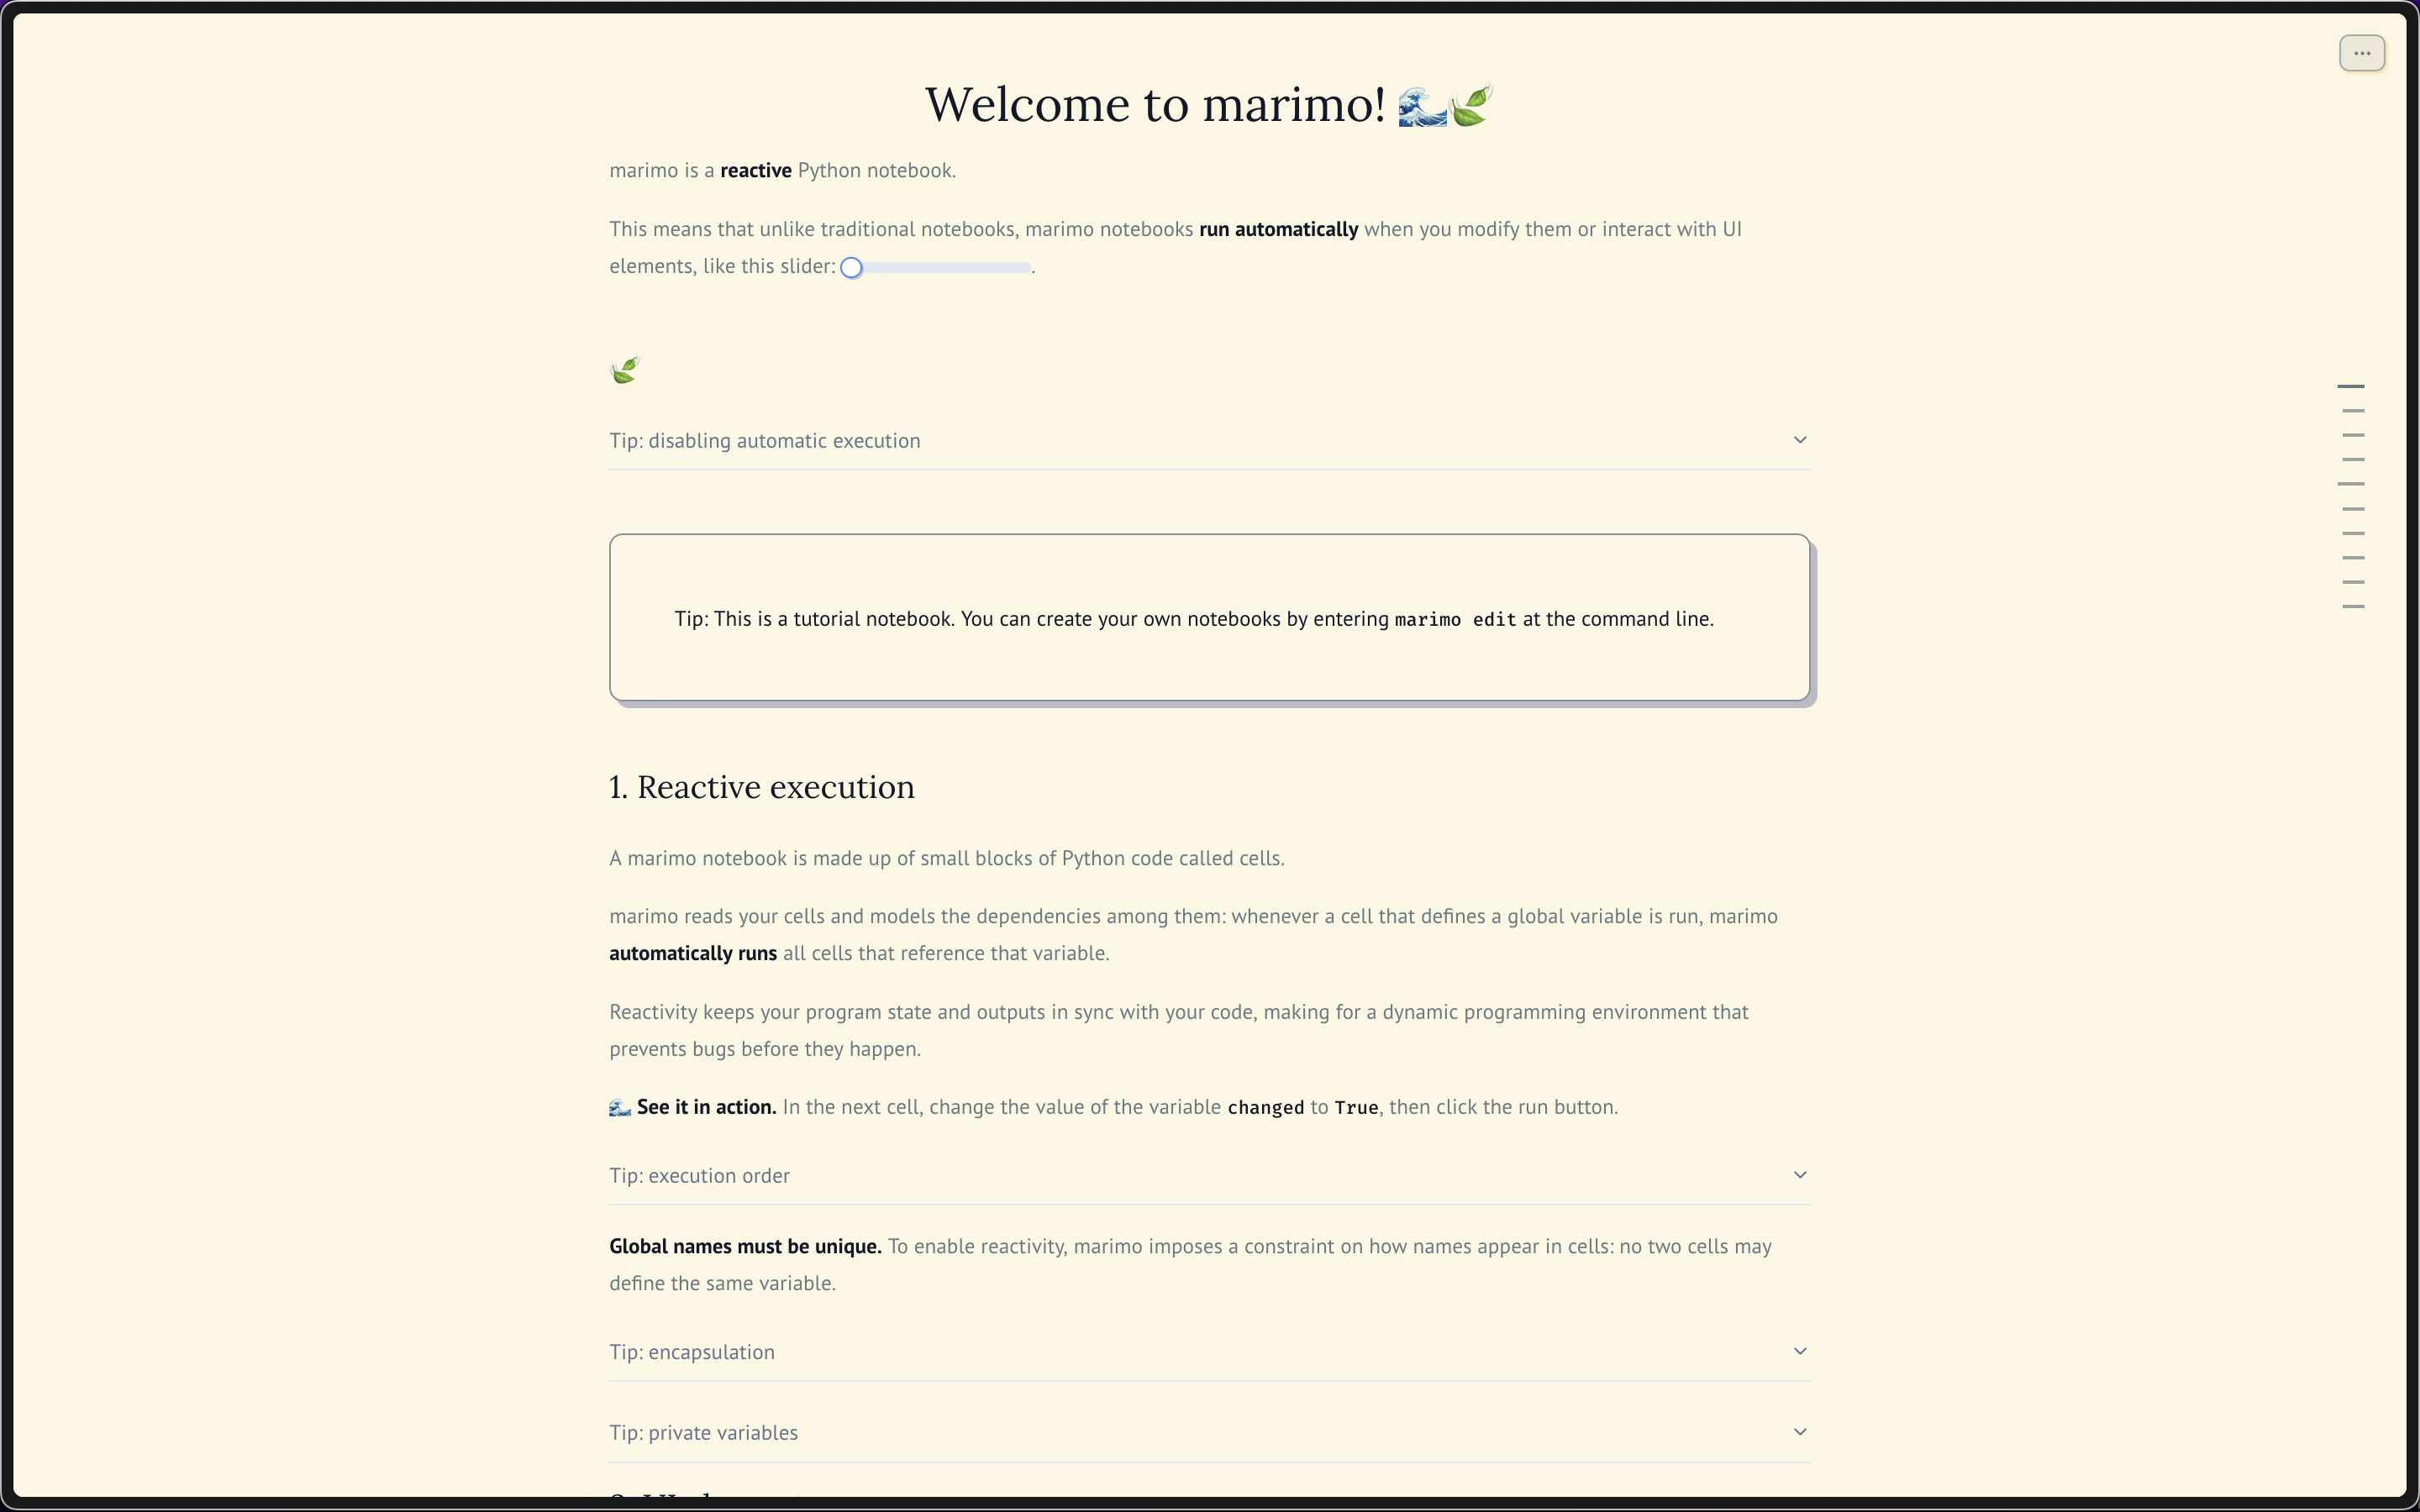 Welcome to marimo! 🌊🍃
marimo is a reactive Python notebook.
This means that unlike traditional notebooks, marimo notebooks run automatically when you modify them or interact with UI
elements, like this slider: .
🍃
Tip: disabling automatic execution
Tip: This is a tutorial notebook. You can create your own notebooks by entering marimo edit at the command line.
1. Reactive execution
A marimo notebook is made up of small blocks of Python code called cells.
marimo reads your cells and models the dependencies among them: whenever a cell that defines a global variable is run, marimo
automatically runs all cells that reference that variable.
Reactivity keeps your program state and outputs in sync with your code, making for a dynamic programming environment that
prevents bugs before they happen.
🌊 See it in action. In the next cell, change the value of the variable changed to True, then click the run button.
Tip: execution order
Global names must be unique. To enable reactivity, marimo imposes a constraint on how names appear in cells: no two cells may
define the same variable.
Tip: encapsulation
Tip: private variables